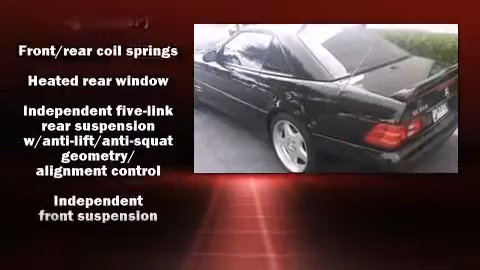 Front/rear coil springs
Heated rear window
Independent five-link
rear suspension
w/anti-lift/anti-squat
geometry/
alignment control
Independent
front suspension